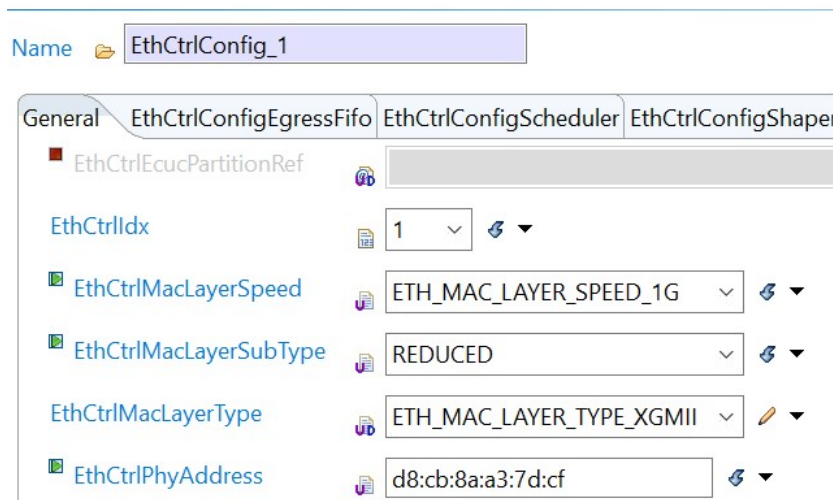 Name EthCtrlConfig_1
General EthCtrlConfigEgressFifo EthCtrlConfigScheduler EthCtrlConfigShaper
EthCtrlEcucPartitionRef
EthCtrlIdx 1
EthCtrlMacLayerSpeed ETH_MAC_LAYER_SPEED_1G
EthCtrlMacLayerSubType REDUCED
EthCtrlMacLayerType ETH_MAC_LAYER_TYPE_XGMII
EthCtrlPhyAddress d8:cb:8a:a3:7d:cf